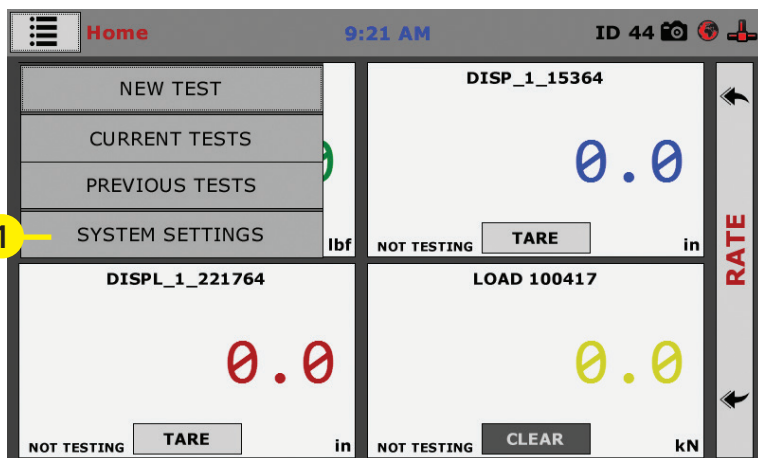 Home 9:21 AM ID 44
NEW TEST
CURRENT TESTS
PREVIOUS TESTS
SYSTEM SETTINGS
1
lbf
DISP_1_15364
0.0
NOT TESTING TARE in
DISPL_1_221764
0.0
NOT TESTING TARE in
LOAD 100417
0.0
NOT TESTING CLEAR kN
RATE